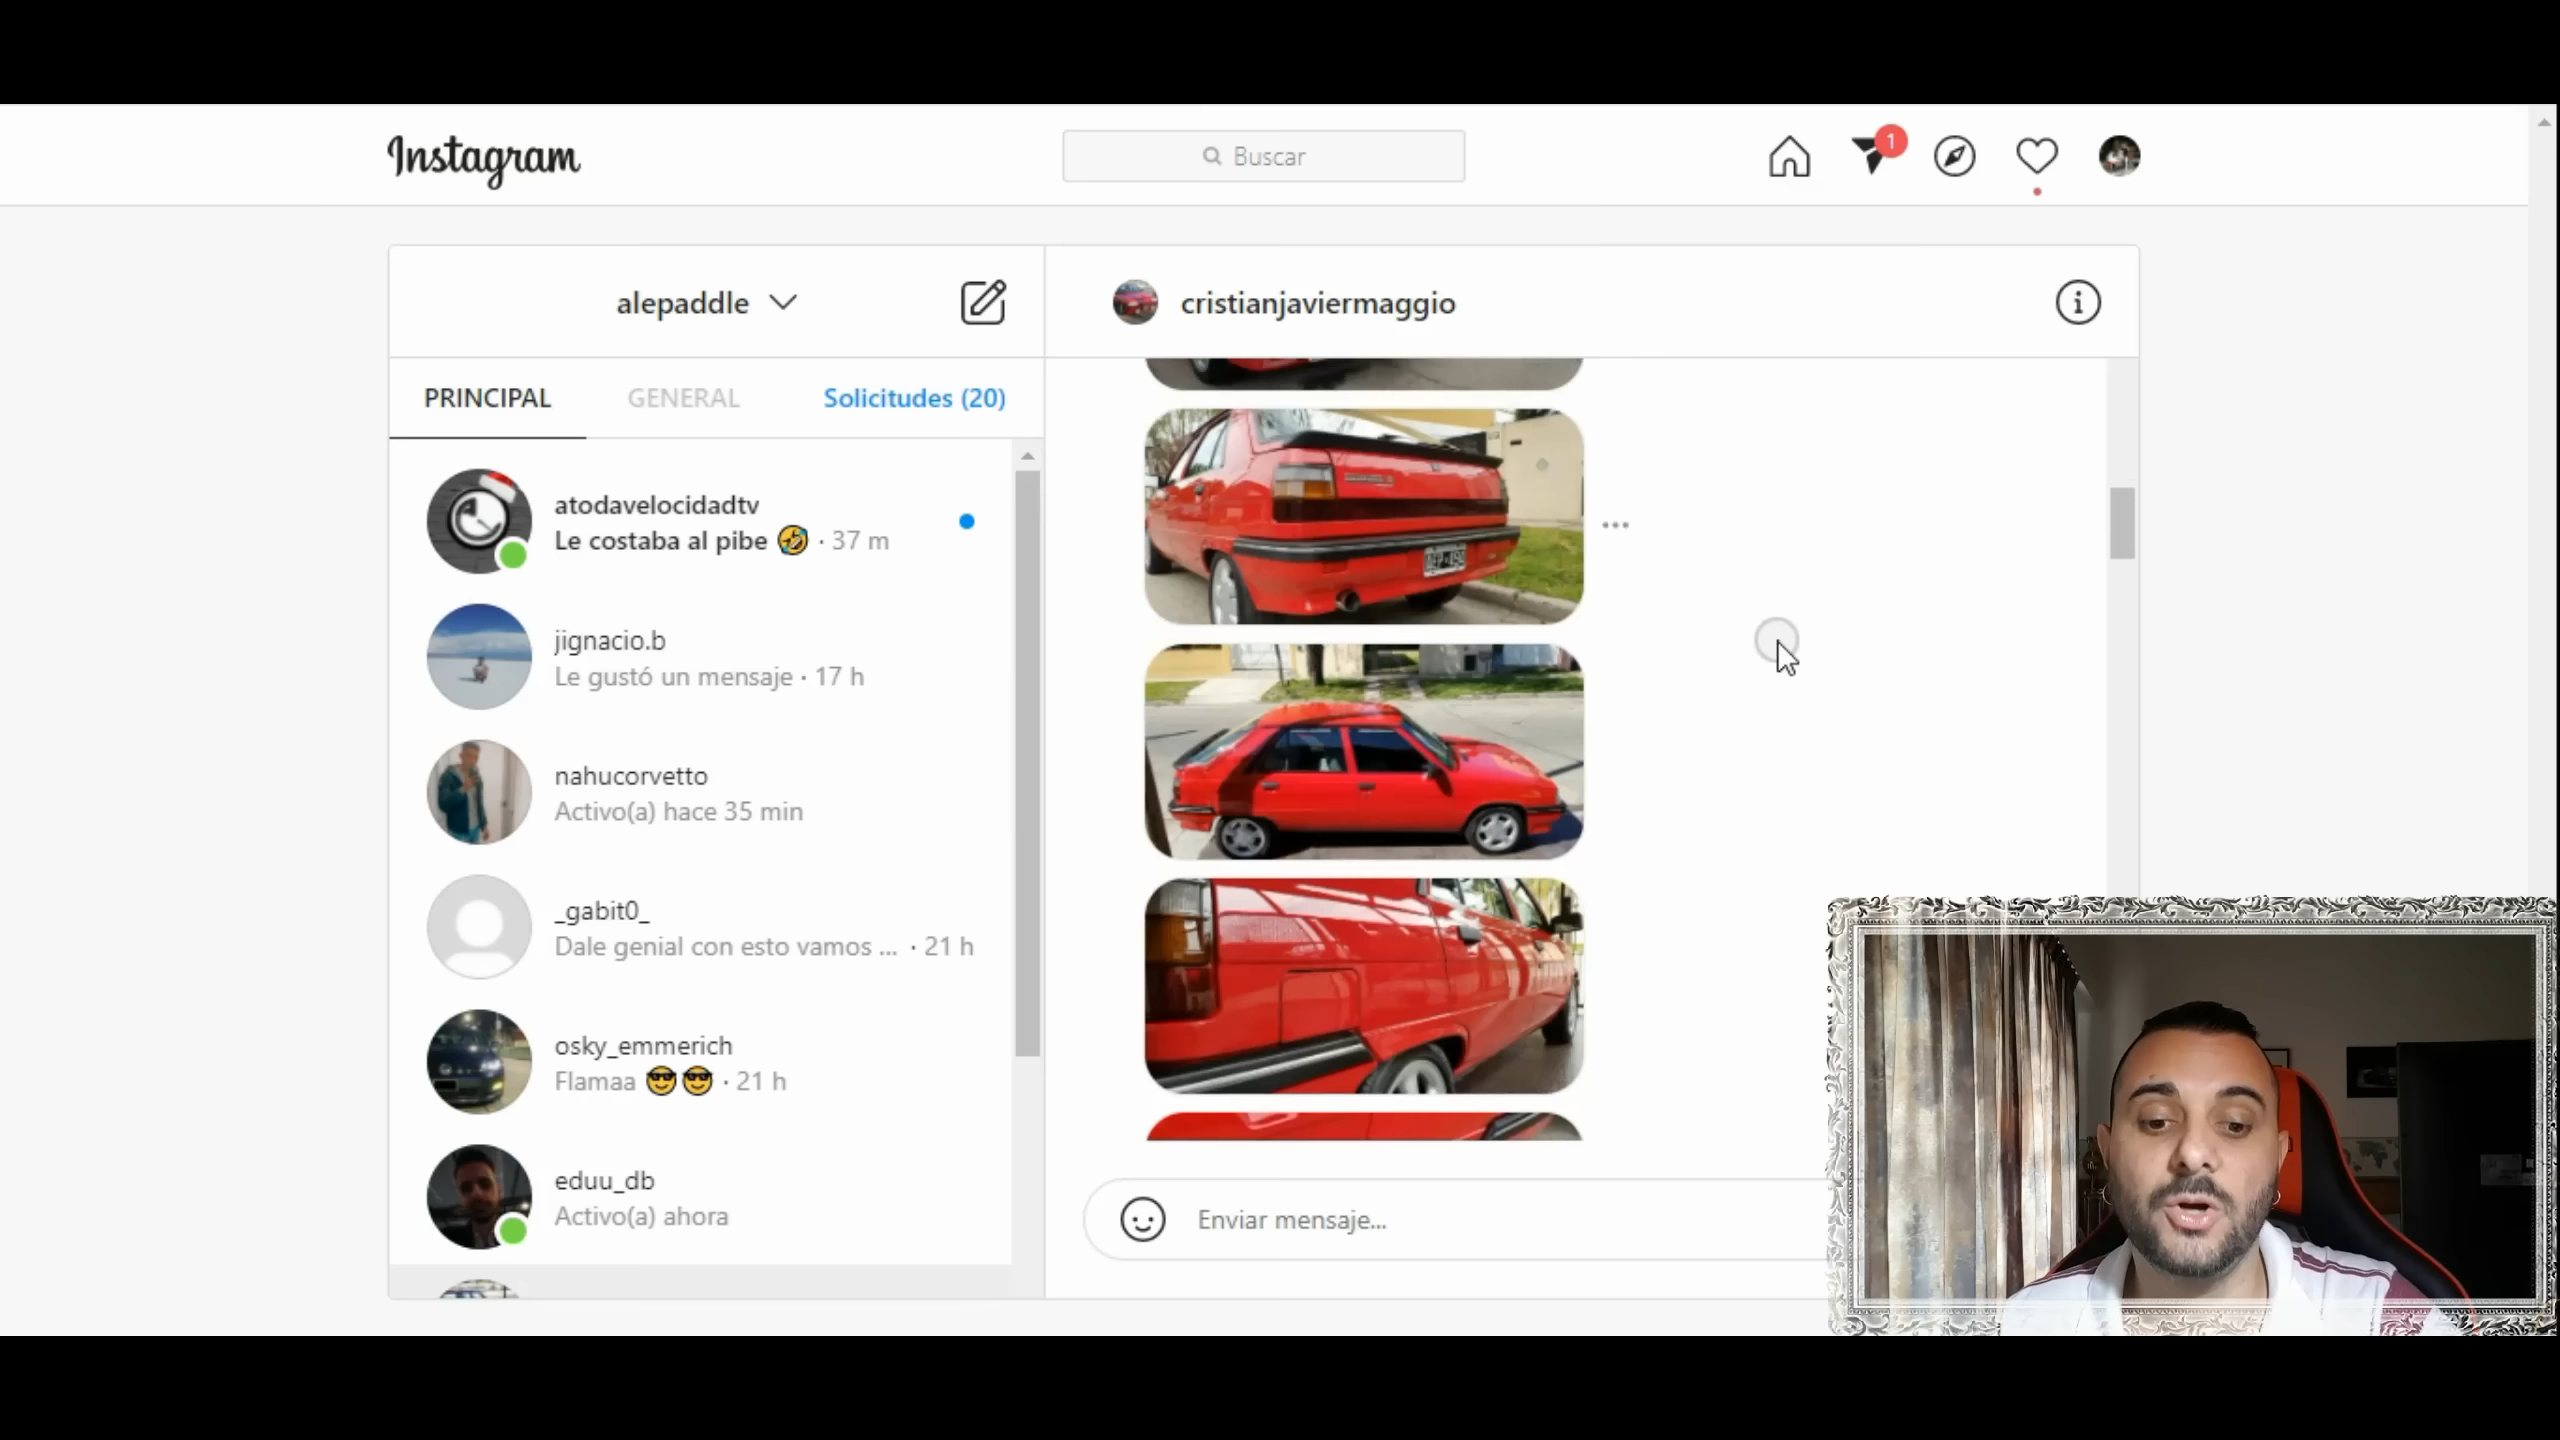 Instagram
Buscar
1
alepaddle
cristianjaviermaggio
PRINCIPAL
GENERAL
Solicitudes (20)
atodavelocidadtv
Le costaba al pibe 🤣 · 37 m
jignacio.b
Le gustó un mensaje · 17 h
nahucorvetto
Activo(a) hace 35 min
_gabit0_
Dale genial con esto vamos ... · 21 h
osky_emmerich
Flamaa 😎😎 · 21 h
eduu_db
Activo(a) ahora
Enviar mensaje...